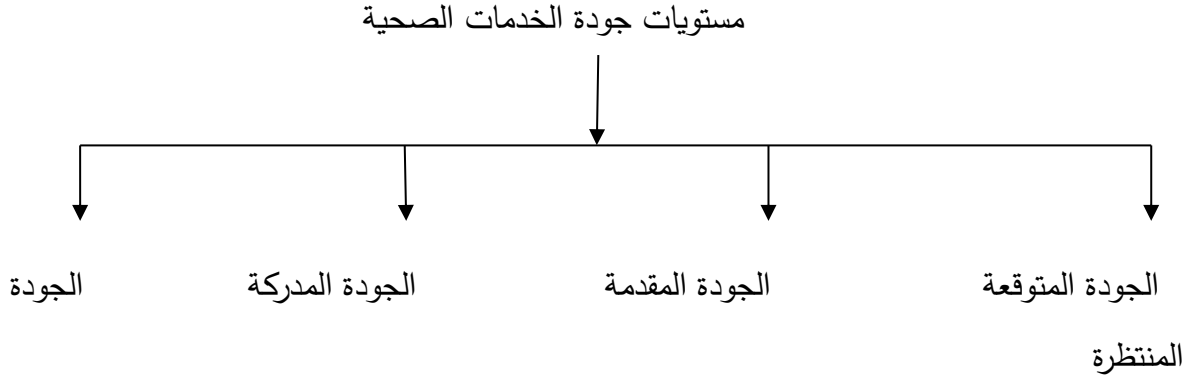 مستويات جودة الخدمات الصحية
الجودة المتوقعة الجودة المقدمة الجودة المدركة الجودة
المنتظرة